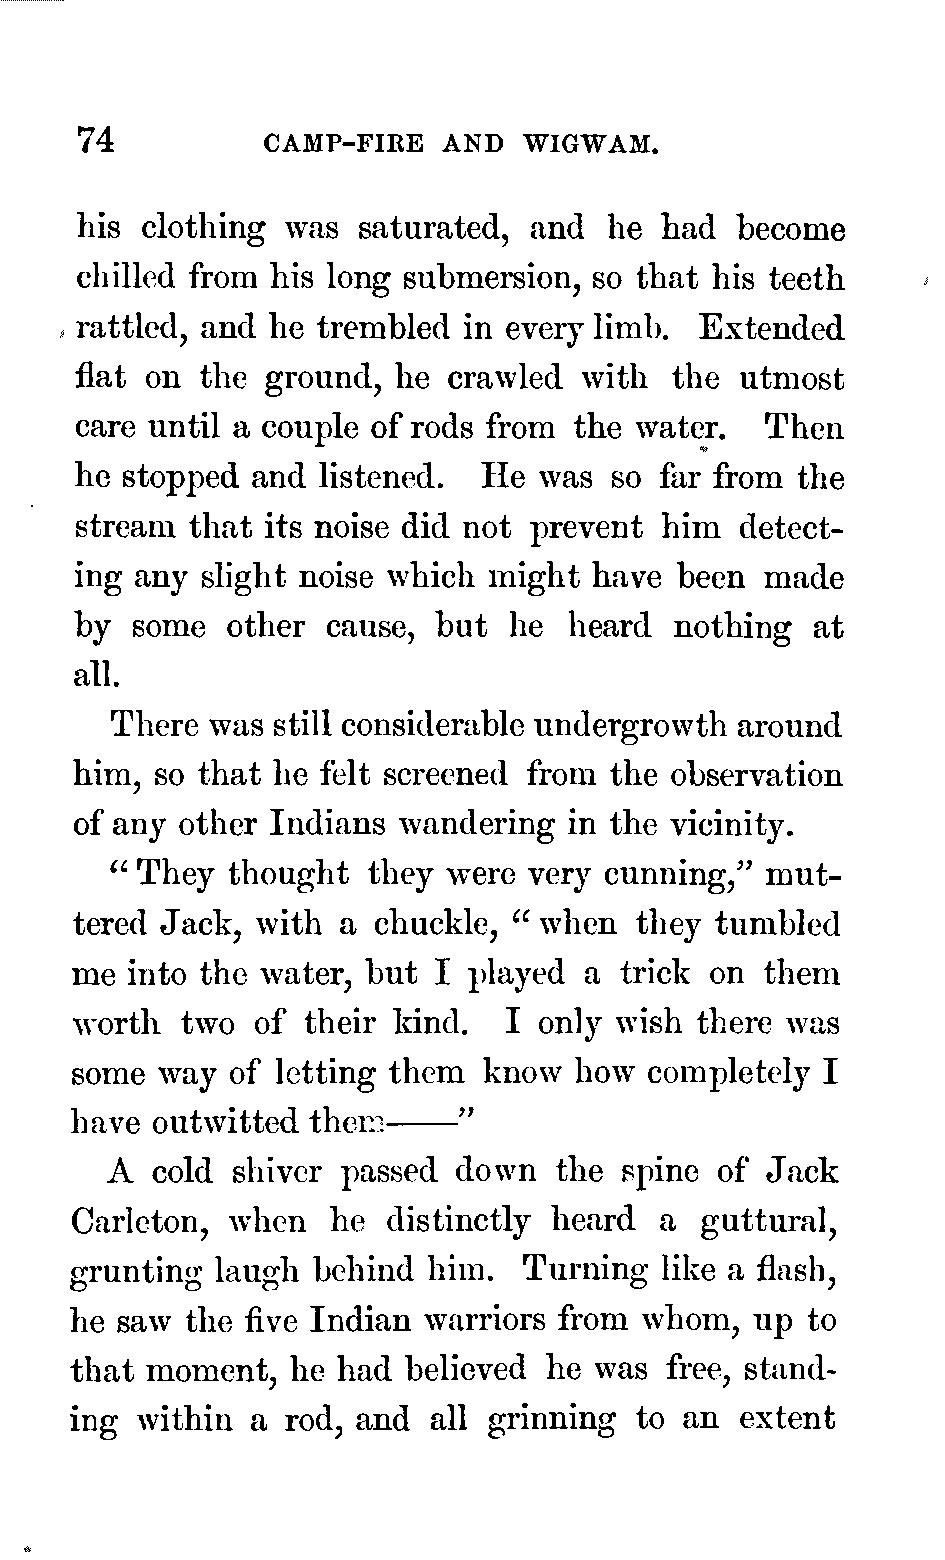 74 CAMP-FIRE AND WIGWAM.
his clothing was saturated, and he had become
chilled from his long submersion, so that his teeth
rattled, and he trembled in every limb. Extended
flat on the ground, he crawled with the utmost
care until a couple of rods from the water. Then
he stopped and listened. He was so far from the
stream that its noise did not prevent him detect-
ing any slight noise which might have been made
by some other cause, but he heard nothing at
all.
There was still considerable undergrowth around
him, so that he felt screened from the observation
of any other Indians wandering in the vicinity.
“They thought they were very cunning,” mut-
tered Jack, with a chuckle, “when they tumbled
me into the water, but I played a trick on them
worth two of their kind. I only wish there was
some way of letting them know how completely I
have outwitted them——”
A cold shiver passed down the spine of Jack
Carleton, when he distinctly heard a guttural,
grunting laugh behind him. Turning like a flash,
he saw the five Indian warriors from whom, up to
that moment, he had believed he was free, stand-
ing within a rod, and all grinning to an extent